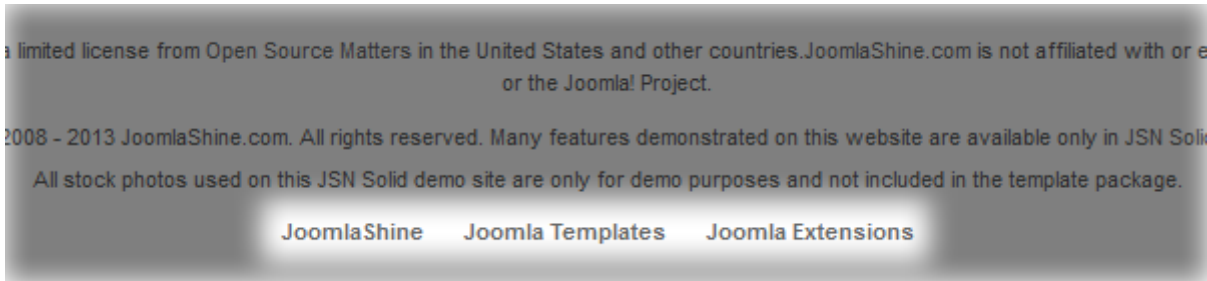 a limited license from Open Source Matters in the United States and other countries.JoomlaShine.com is not affiliated with or
or the Joomla! Project.
2008 - 2013 JoomlaShine.com. All rights reserved. Many features demonstrated on this website are available only in JSN Solid
All stock photos used on this JSN Solid demo site are only for demo purposes and not included in the template package.
JoomlaShine Joomla Templates Joomla Extensions